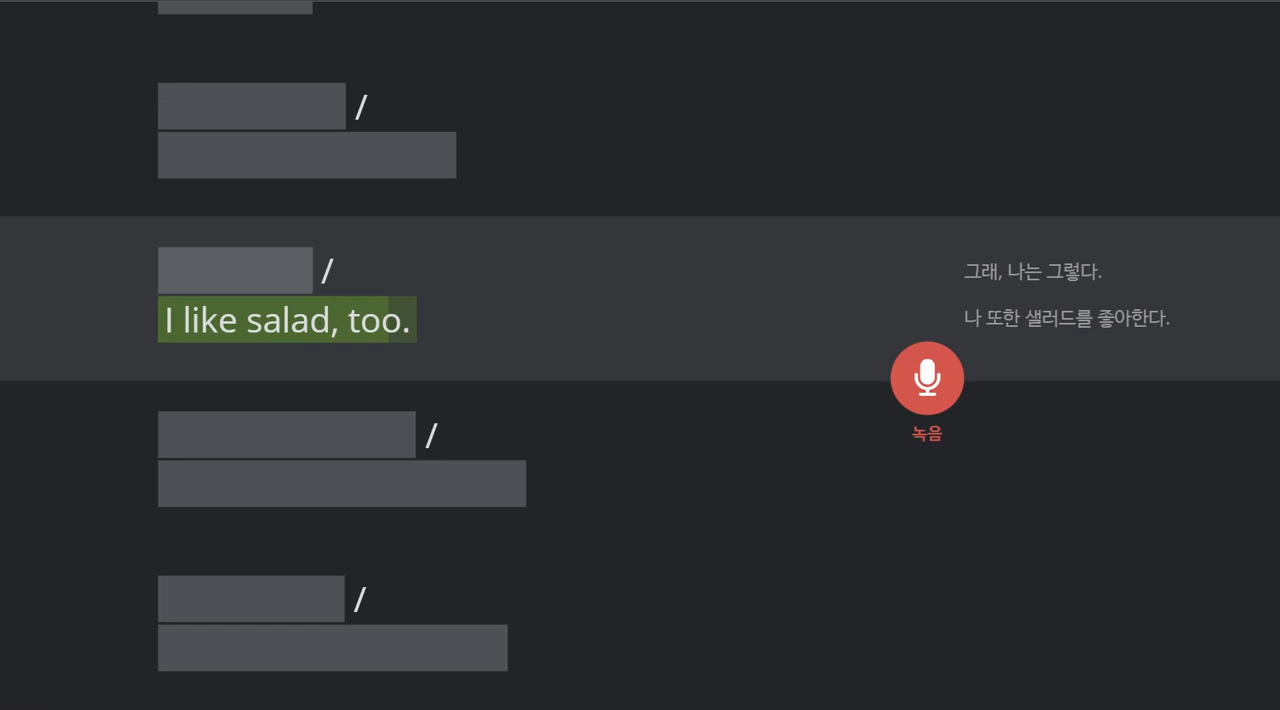 /
/
I like salad, too.
그래, 나는 그렇다.
나 또한 샐러드를 좋아한다.
녹음
/
/